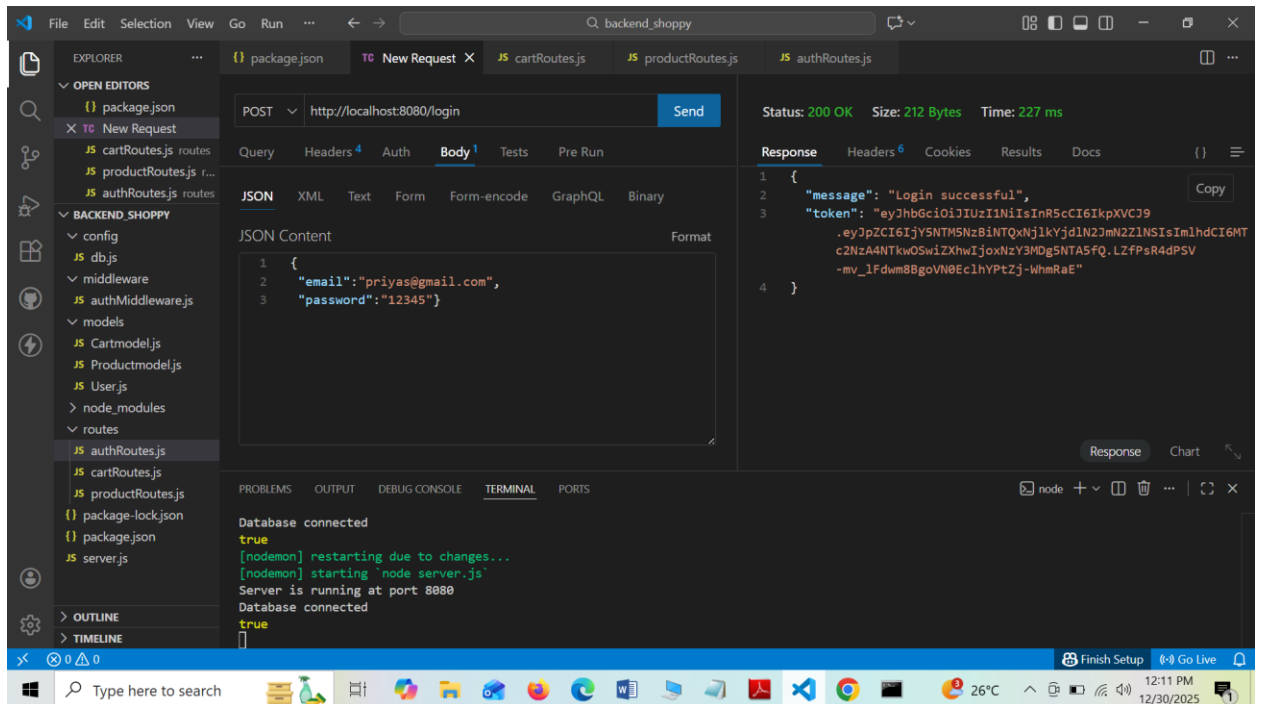 File Edit Selection View Go Run ··· backend_shoppy
EXPLORER ···
OPEN EDITORS
{} package.json
TC New Request
JS cartRoutes.js routes
JS productRoutes.js r...
JS authRoutes.js routes
BACKEND_SHOPPY
config
JS db.js
middleware
JS authMiddleware.js
models
JS Cartmodel.js
JS Productmodel.js
JS User.js
node_modules
routes
JS authRoutes.js
JS cartRoutes.js
JS productRoutes.js
{} package-lock.json
{} package.json
JS server.js
OUTLINE
TIMELINE
{} package.json TC New Request JS cartRoutes.js JS productRoutes.js JS authRoutes.js ···
POST http://localhost:8080/login Send
Query Headers 4 Auth Body 1 Tests Pre Run
JSON XML Text Form Form-encode GraphQL Binary
JSON Content Format
1 {
2 "email":"priyas@gmail.com",
3 "password":"12345"}
Status: 200 OK Size: 212 Bytes Time: 227 ms
Response Headers 6 Cookies Results Docs {}
Copy
1 {
2 "message": "Login successful",
3 "token": "eyJhbGciOiJIUzI1NiIsInR5cCI6IkpXVCJ9
.eyJpZCI6IjY5NTM5NzBiNTQxNjlkYjdlN2JmN2ZlNSIsImlhdCI6MT
c2NzA4NTkwOSwiZXhwIjoxNzY3MDg5NTA5fQ.LZfPsR4dPSV
-mv_lFdwm8BgoVN0EclhYPtZj-WhmRaE"
4 }
Response Chart
PROBLEMS OUTPUT DEBUG CONSOLE TERMINAL PORTS node ···
Database connected
true
[nodemon] restarting due to changes...
[nodemon] starting `node server.js`
Server is running at port 8080
Database connected
true
0 0 Finish Setup Go Live
Type here to search 3 26°C 12:11 PM
12/30/2025 1